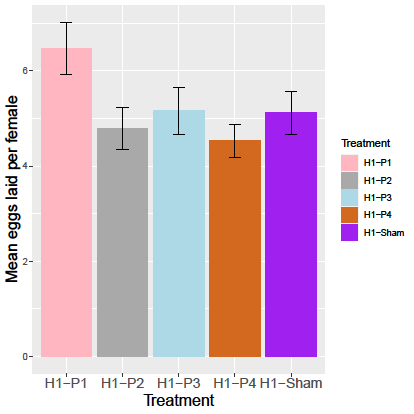 Mean eggs laid per female
6
4
2
0
H1−P1 H1−P2 H1−P3 H1−P4 H1−Sham
Treatment
Treatment
H1−P1
H1−P2
H1−P3
H1−P4
H1−Sham